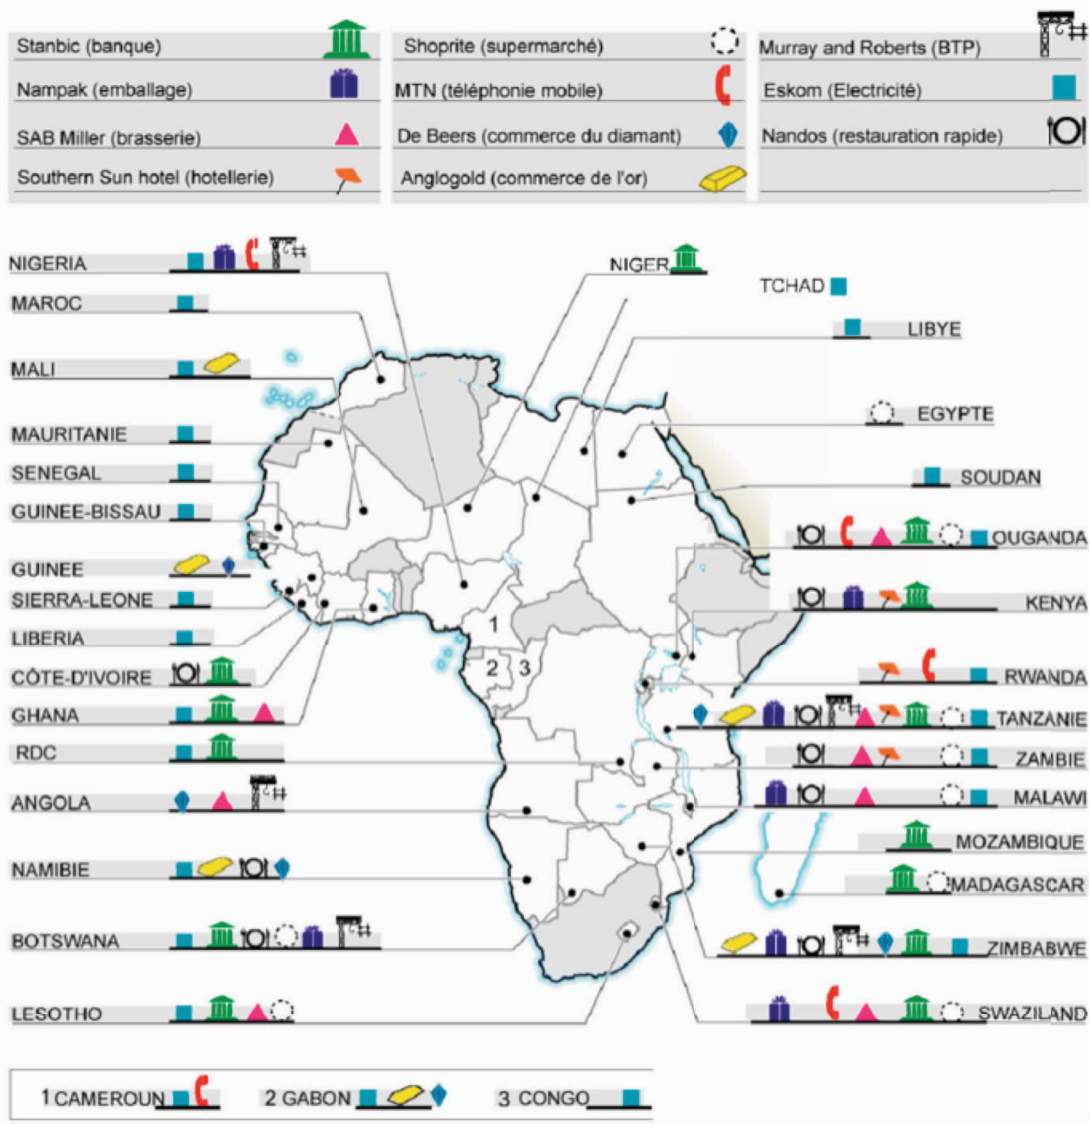 Stanbic (banque)
Shoprite (supermarché)
Murray and Roberts (BTP)
Nampak (emballage)
MTN (téléphonie mobile)
Eskom (Electricité)
SAB Miller (brasserie)
De Beers (commerce du diamant)
Nandos (restauration rapide)
Southern Sun hotel (hotellerie)
Anglogold (commerce de l'or)
NIGERIA
MAROC
MALI
MAURITANIE
SENEGAL
GUINEE-BISSAU
GUINEE
SIERRA-LEONE
LIBERIA
CÔTE-D'IVOIRE
GHANA
RDC
ANGOLA
NAMIBIE
BOTSWANA
LESOTHO
NIGER
TCHAD
LIBYE
EGYPTE
SOUDAN
OUGANDA
KENYA
RWANDA
TANZANIE
ZAMBIE
MALAWI
MOZAMBIQUE
MADAGASCAR
ZIMBABWE
SWAZILAND
1
2 3
1 CAMEROUN 2 GABON 3 CONGO